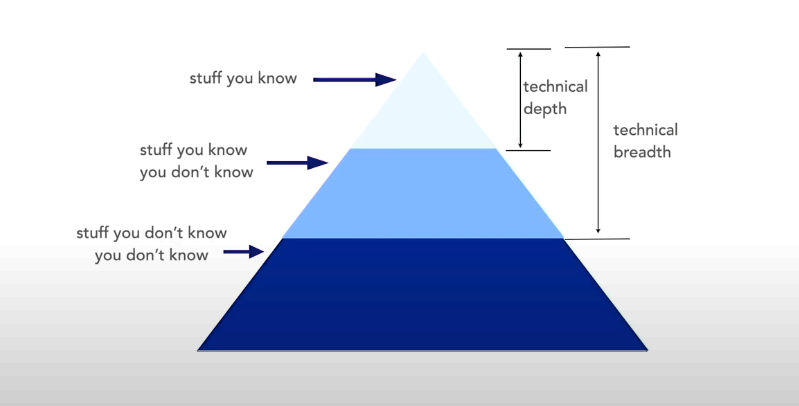 stuff you know
technical
depth
technical
breadth
stuff you know
you don’t know
stuff you don’t know
you don’t know